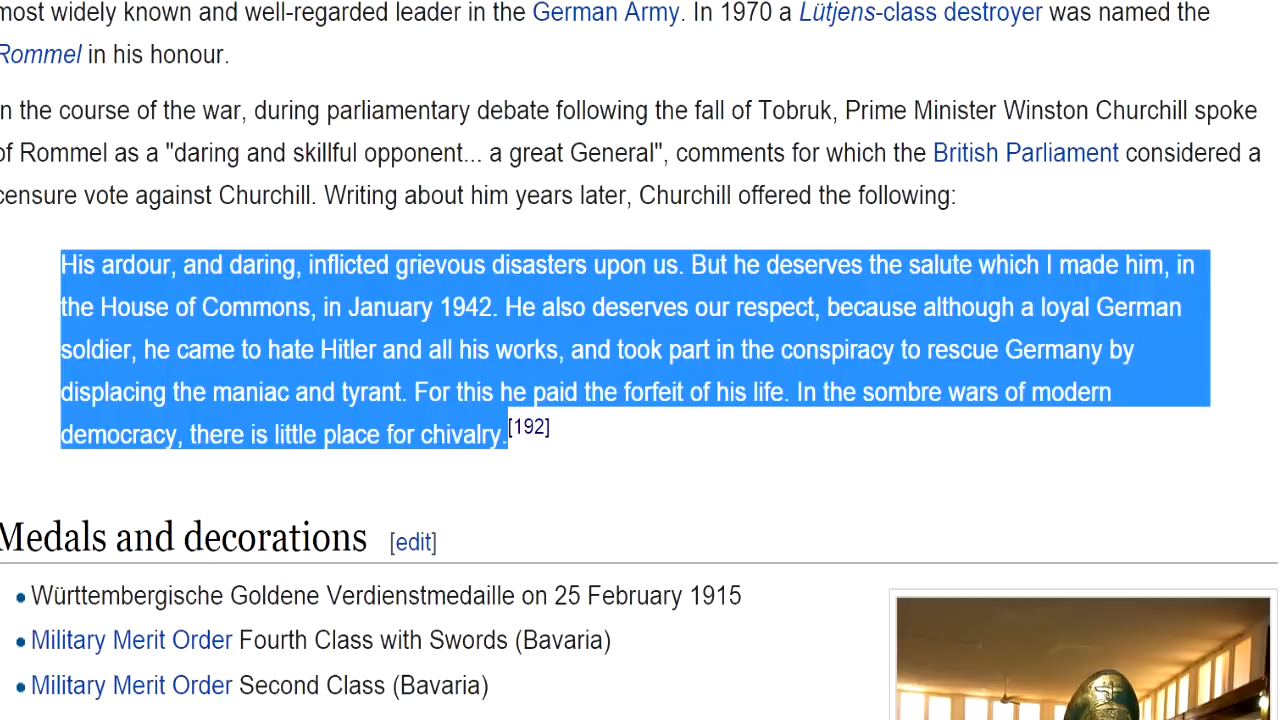 most widely known and well-regarded leader in the German Army. In 1970 a Lütjens-class destroyer was named the
Rommel in his honour.
n the course of the war, during parliamentary debate following the fall of Tobruk, Prime Minister Winston Churchill spoke
of Rommel as a "daring and skillful opponent... a great General", comments for which the British Parliament considered a
censure vote against Churchill. Writing about him years later, Churchill offered the following:
His ardour, and daring, inflicted grievous disasters upon us. But he deserves the salute which I made him, in
the House of Commons, in January 1942. He also deserves our respect, because although a loyal German
soldier, he came to hate Hitler and all his works, and took part in the conspiracy to rescue Germany by
displacing the maniac and tyrant. For this he paid the forfeit of his life. In the sombre wars of modern
democracy, there is little place for chivalry.[192]
Medals and decorations [edit]
• Württembergische Goldene Verdienstmedaille on 25 February 1915
• Military Merit Order Fourth Class with Swords (Bavaria)
• Military Merit Order Second Class (Bavaria)